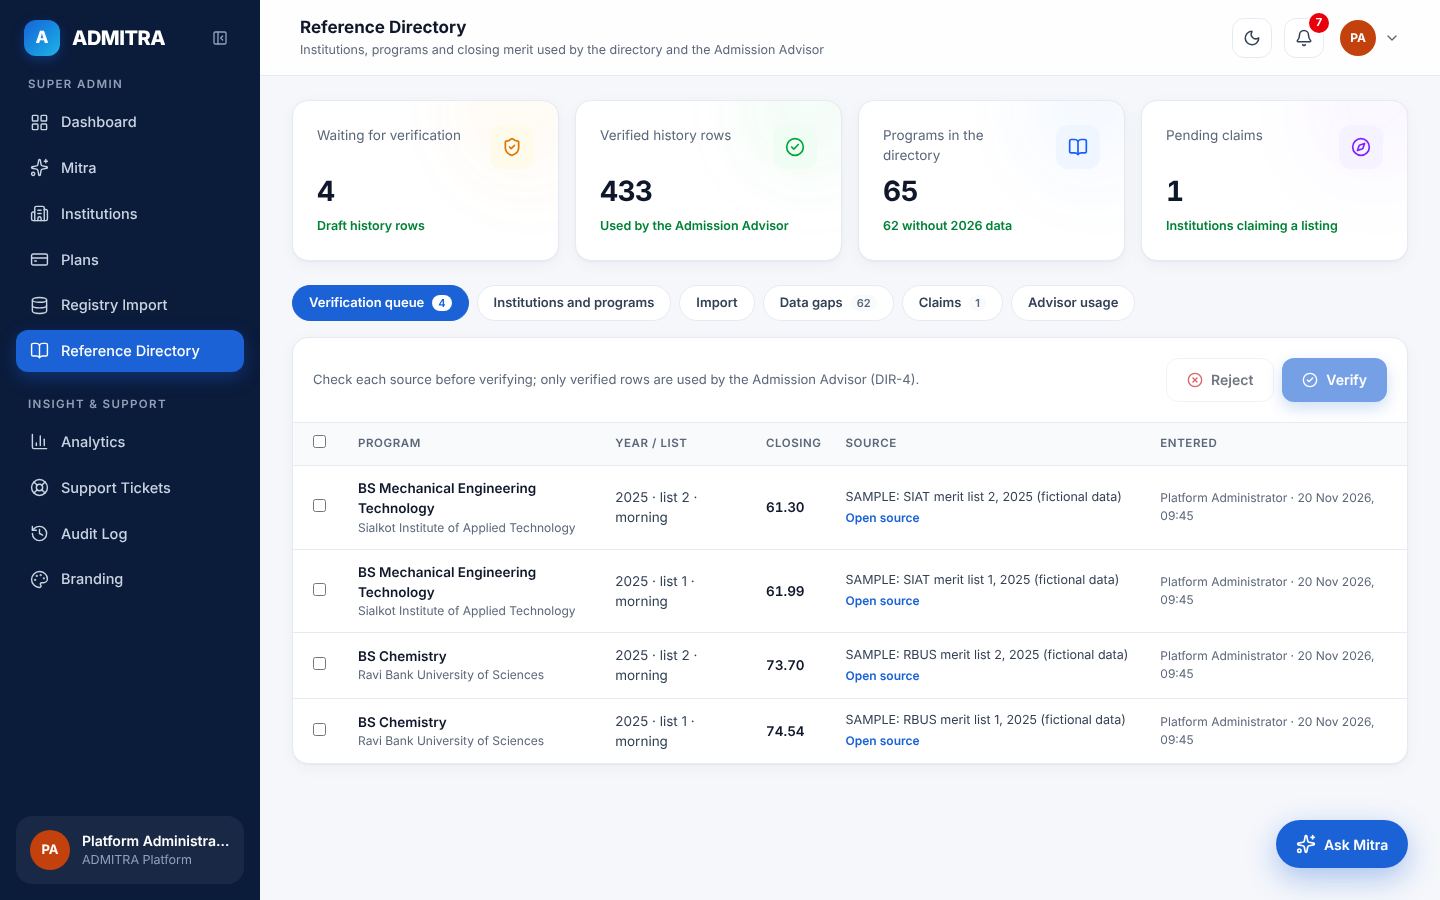 A ADMITRA
SUPER ADMIN
Dashboard
Mitra
Institutions
Plans
Registry Import
Reference Directory
INSIGHT & SUPPORT
Analytics
Support Tickets
Audit Log
Branding
PA
Platform Administra...
ADMITRA Platform
Reference Directory
Institutions, programs and closing merit used by the directory and the Admission Advisor
7
PA
Waiting for verification
4
Draft history rows
Verified history rows
433
Used by the Admission Advisor
Programs in the
directory
65
62 without 2026 data
Pending claims
1
Institutions claiming a listing
Verification queue 4
Institutions and programs
Import
Data gaps 62
Claims 1
Advisor usage
Check each source before verifying; only verified rows are used by the Admission Advisor (DIR-4).
Reject
Verify
PROGRAM YEAR / LIST CLOSING SOURCE ENTERED
BS Mechanical Engineering
Technology
Sialkot Institute of Applied Technology
2025 · list 2 ·
morning
61.30
SAMPLE: SIAT merit list 2, 2025 (fictional data)
Open source
Platform Administrator · 20 Nov 2026,
09:45
BS Mechanical Engineering
Technology
Sialkot Institute of Applied Technology
2025 · list 1 ·
morning
61.99
SAMPLE: SIAT merit list 1, 2025 (fictional data)
Open source
Platform Administrator · 20 Nov 2026,
09:45
BS Chemistry
Ravi Bank University of Sciences
2025 · list 2 ·
morning
73.70
SAMPLE: RBUS merit list 2, 2025 (fictional data)
Open source
Platform Administrator · 20 Nov 2026,
09:45
BS Chemistry
Ravi Bank University of Sciences
2025 · list 1 ·
morning
74.54
SAMPLE: RBUS merit list 1, 2025 (fictional data)
Open source
Platform Administrator · 20 Nov 2026,
09:45
Ask Mitra